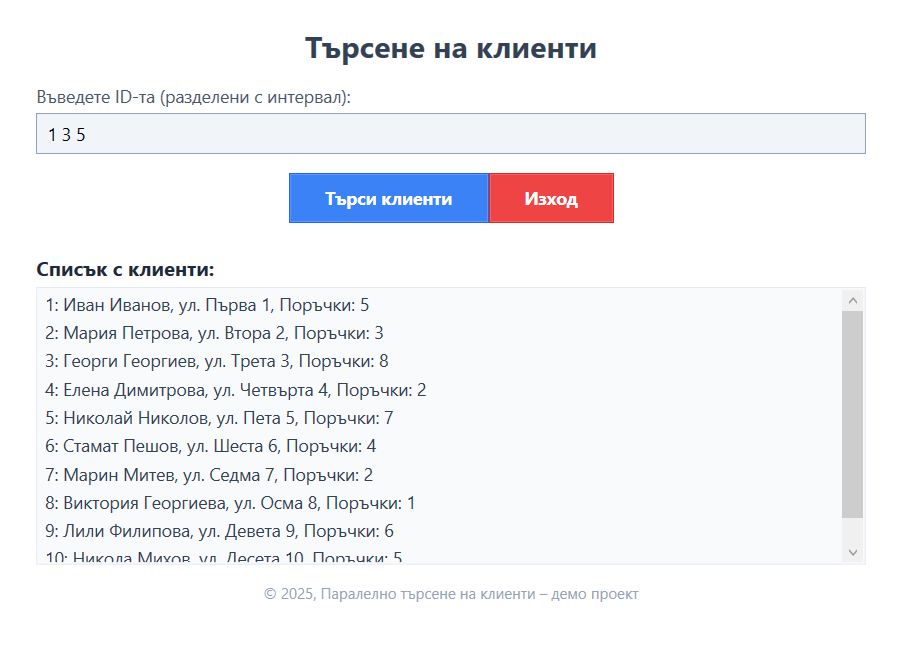 Търсене на клиенти
Въведете ID-та (разделени с интервал):
1 3 5
Търси клиенти Изход
Списък с клиенти:
1: Иван Иванов, ул. Първа 1, Поръчки: 5
2: Мария Петрова, ул. Втора 2, Поръчки: 3
3: Георги Георгиев, ул. Трета 3, Поръчки: 8
4: Елена Димитрова, ул. Четвърта 4, Поръчки: 2
5: Николай Николов, ул. Пета 5, Поръчки: 7
6: Стамат Пешов, ул. Шеста 6, Поръчки: 4
7: Марин Митев, ул. Седма 7, Поръчки: 2
8: Виктория Георгиева, ул. Осма 8, Поръчки: 1
9: Лили Филипова, ул. Девета 9, Поръчки: 6
10: Никола Михов, ул. Десета 10, Поръчки: 5
© 2025, Паралелно търсене на клиенти – демо проект